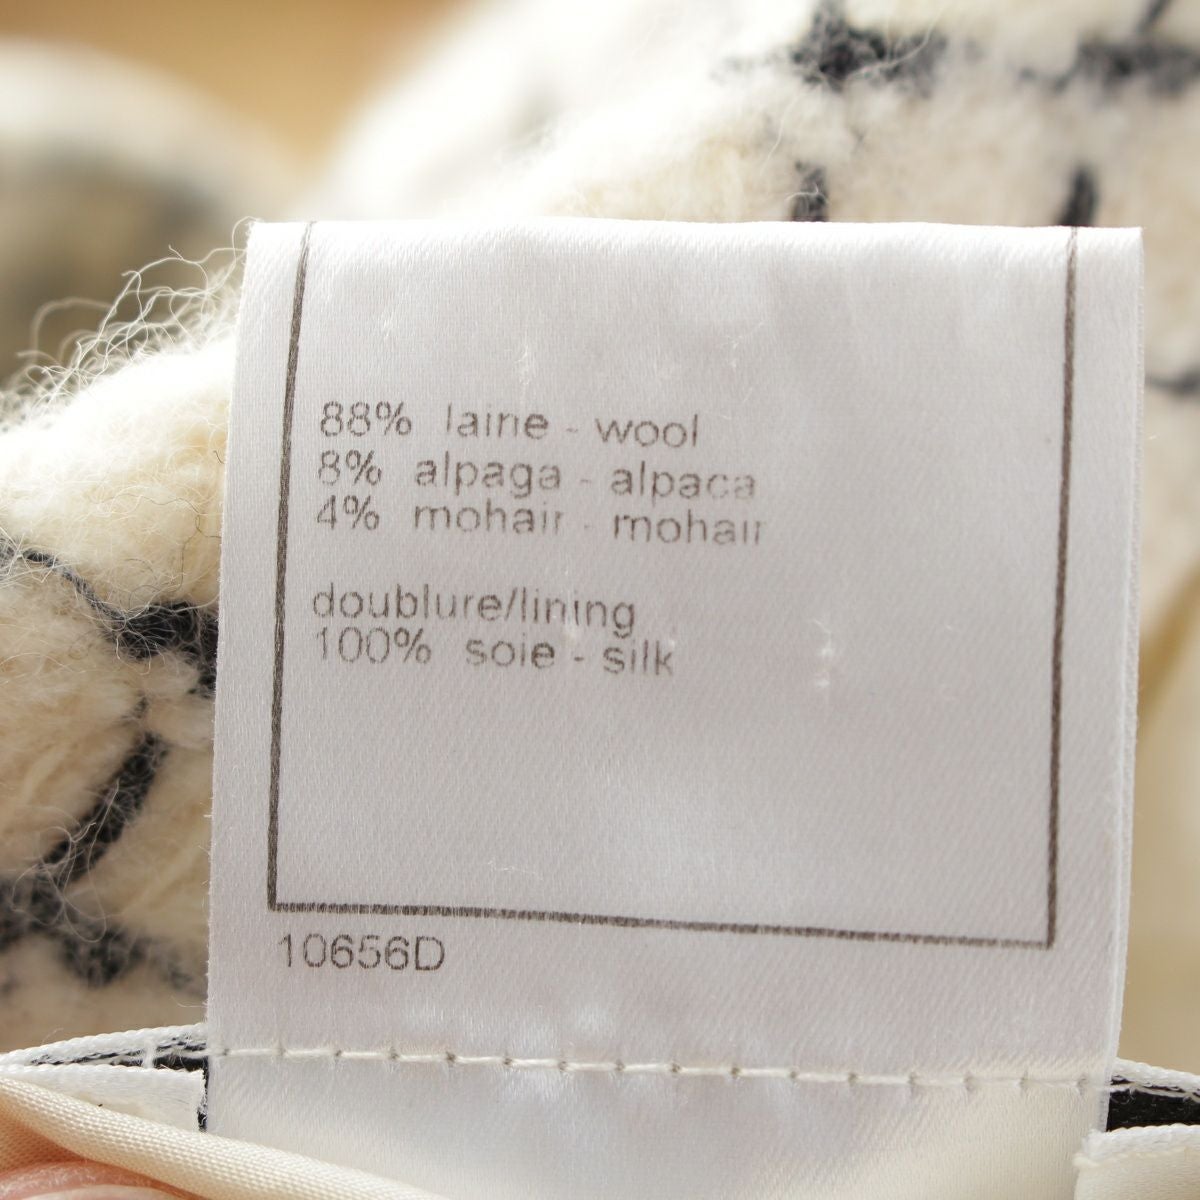 88% laine - wool
8% alpaga - alpaca
4% mohair - mohair
doublure/lining
100% soie - silk
10656D